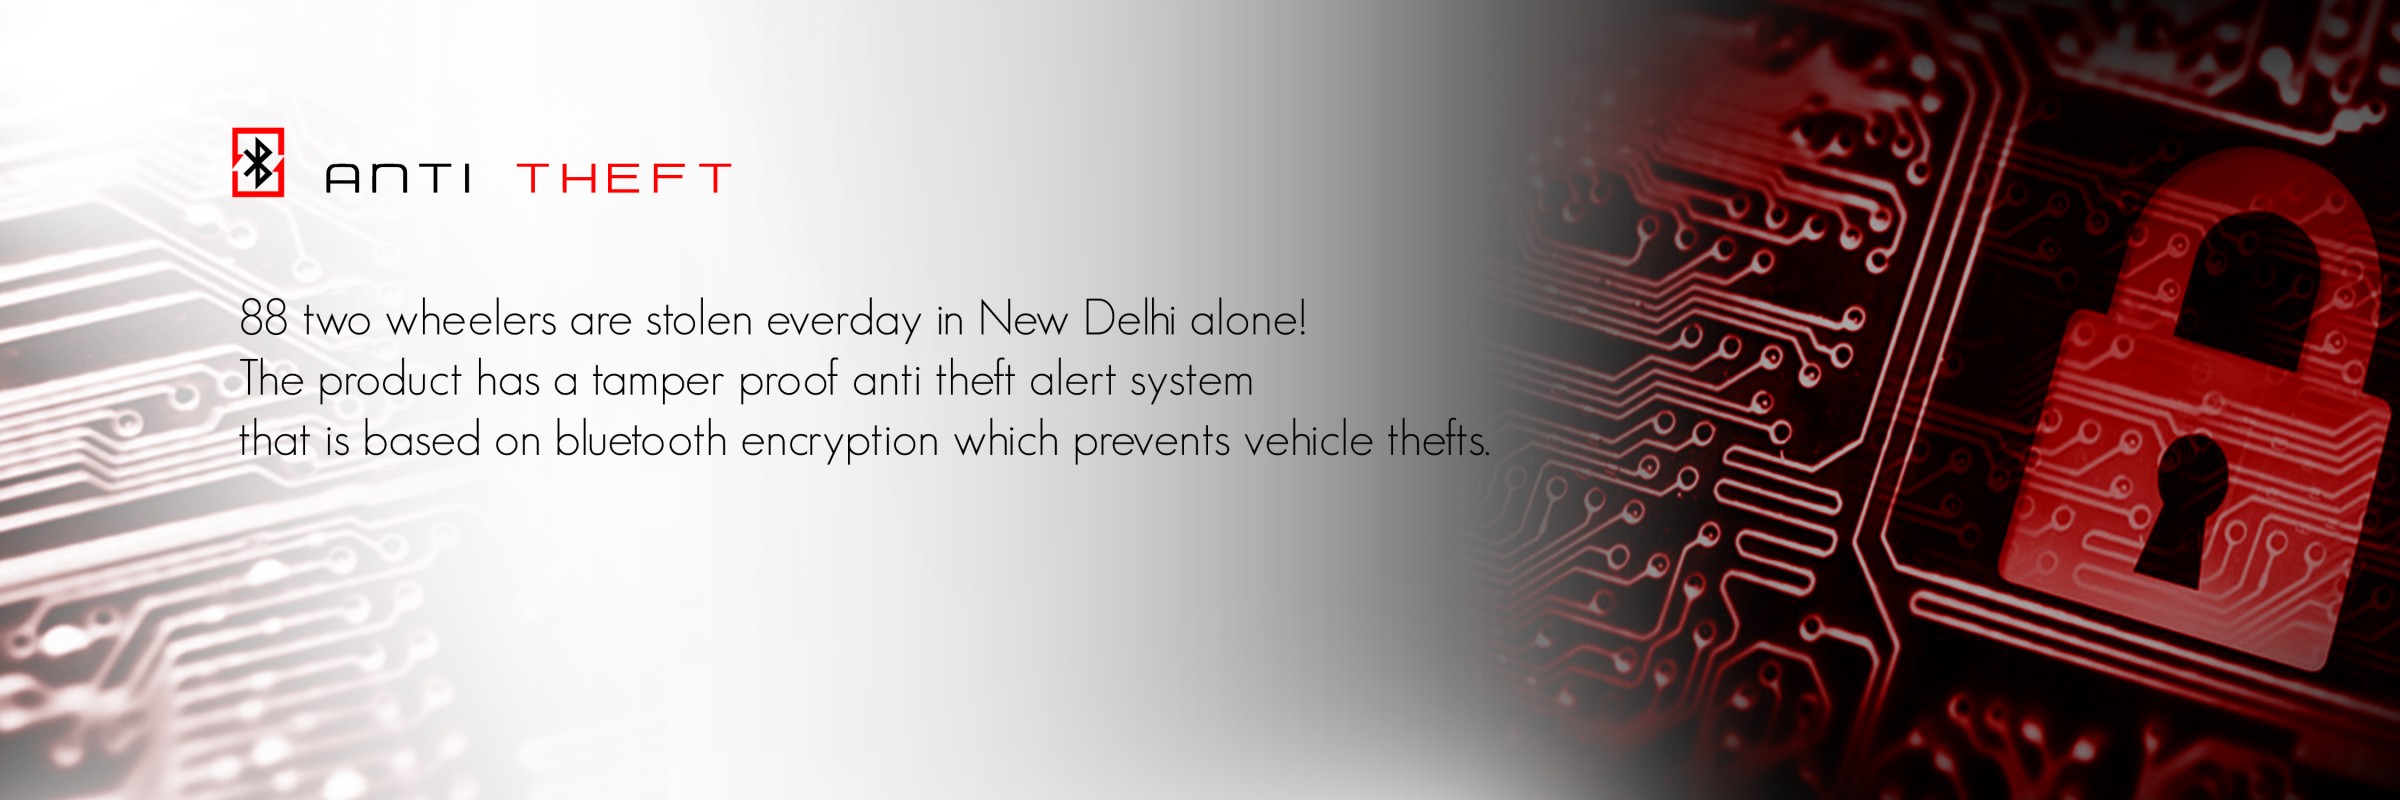 ANTI THEFT
88 two wheelers are stolen everday in New Delhi alone!
The product has a tamper proof anti theft alert system
that is based on bluetooth encryption which prevents vehicle thefts.